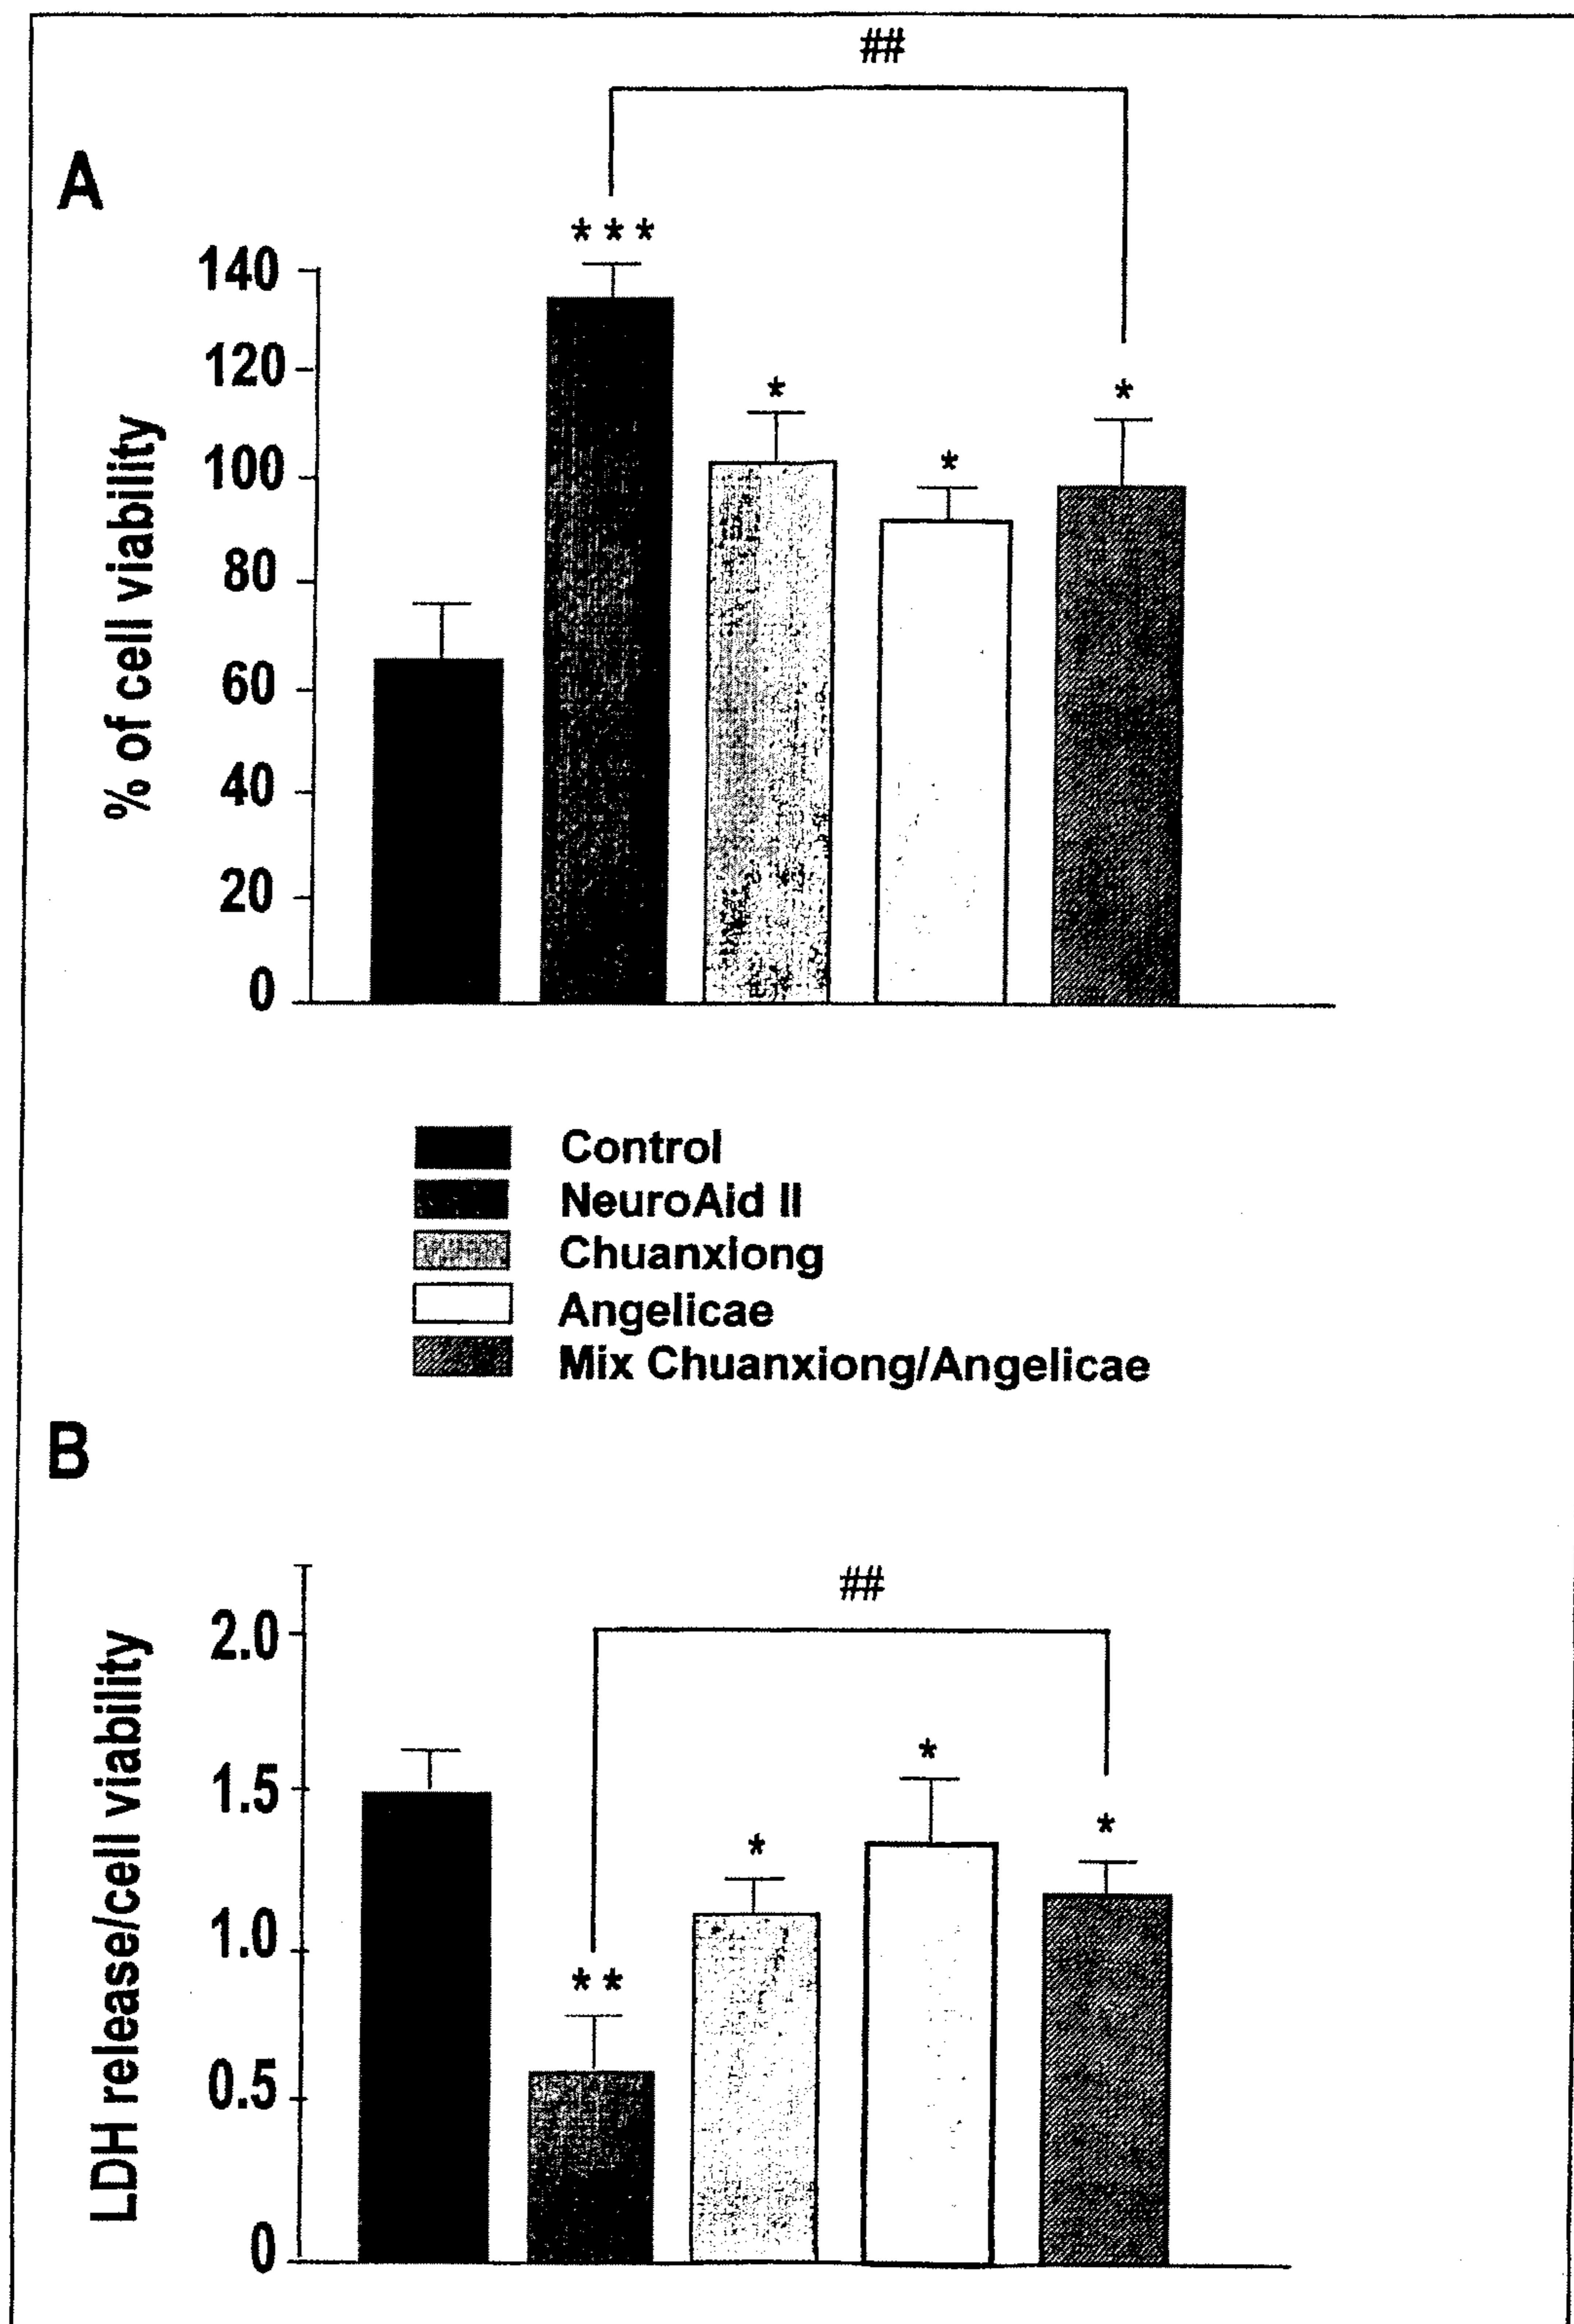 ##
A
***
140
*
*
120
*
100
80
60
40
20
0
% of cell viability
Control
NeuroAid II
Chuanxiong
Angelicae
Mix Chuanxiong/Angelicae
B
##
2.0
*
1.5
*
*
1.0
**
0.5
0
LDH release/cell viability